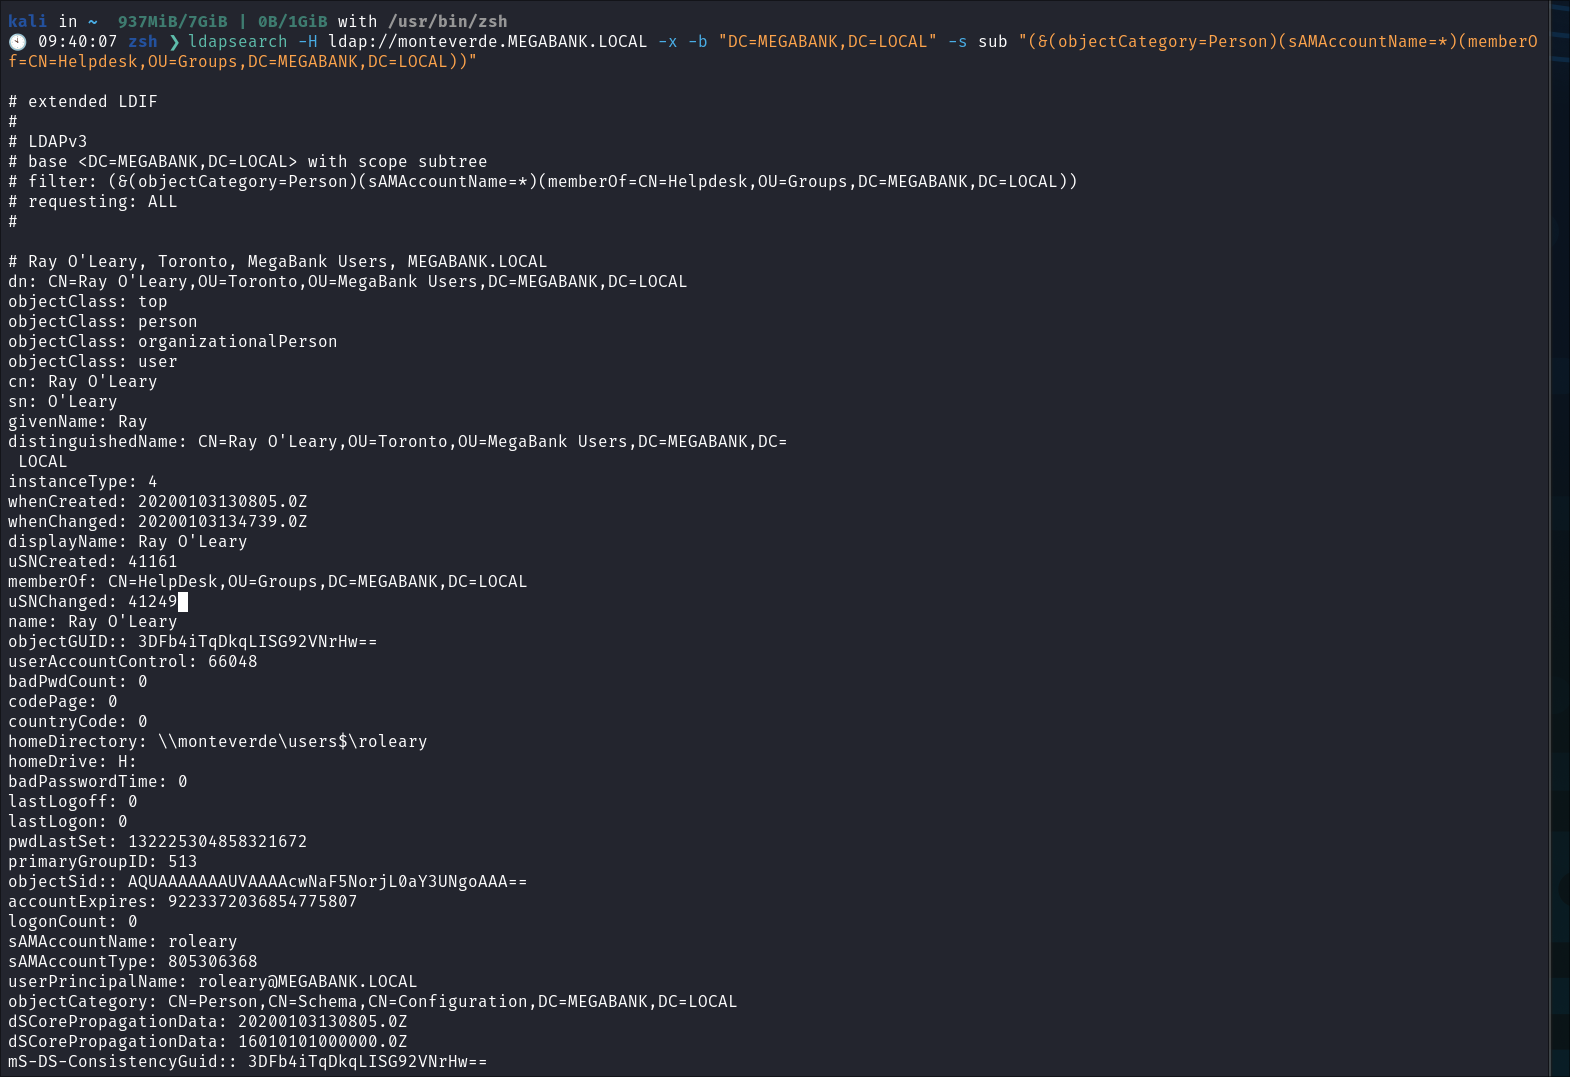 kali in ~  937MiB/7GiB | 0B/1GiB with /usr/bin/zsh
🕙 09:40:07 zsh ❯ ldapsearch -H ldap://monteverde.MEGABANK.LOCAL -x -b "DC=MEGABANK,DC=LOCAL" -s sub "(&(objectCategory=Person)(sAMAccountName=*)(memberO
f=CN=Helpdesk,OU=Groups,DC=MEGABANK,DC=LOCAL))"
# extended LDIF
#
# LDAPv3
# base <DC=MEGABANK,DC=LOCAL> with scope subtree
# filter: (&(objectCategory=Person)(sAMAccountName=*)(memberOf=CN=Helpdesk,OU=Groups,DC=MEGABANK,DC=LOCAL))
# requesting: ALL
#
# Ray O'Leary, Toronto, MegaBank Users, MEGABANK.LOCAL
dn: CN=Ray O'Leary,OU=Toronto,OU=MegaBank Users,DC=MEGABANK,DC=LOCAL
objectClass: top
objectClass: person
objectClass: organizationalPerson
objectClass: user
cn: Ray O'Leary
sn: O'Leary
givenName: Ray
distinguishedName: CN=Ray O'Leary,OU=Toronto,OU=MegaBank Users,DC=MEGABANK,DC=
 LOCAL
instanceType: 4
whenCreated: 20200103130805.0Z
whenChanged: 20200103134739.0Z
displayName: Ray O'Leary
uSNCreated: 41161
memberOf: CN=HelpDesk,OU=Groups,DC=MEGABANK,DC=LOCAL
uSNChanged: 41249
name: Ray O'Leary
objectGUID:: 3DFb4iTqDkqLISG92VNrHw==
userAccountControl: 66048
badPwdCount: 0
codePage: 0
countryCode: 0
homeDirectory: \\monteverde\users$\roleary
homeDrive: H:
badPasswordTime: 0
lastLogoff: 0
lastLogon: 0
pwdLastSet: 132225304858321672
primaryGroupID: 513
objectSid:: AQUAAAAAAAUVAAAAcwNaF5NorjL0aY3UNgoAAA==
accountExpires: 9223372036854775807
logonCount: 0
sAMAccountName: roleary
sAMAccountType: 805306368
userPrincipalName: roleary@MEGABANK.LOCAL
objectCategory: CN=Person,CN=Schema,CN=Configuration,DC=MEGABANK,DC=LOCAL
dSCorePropagationData: 20200103130805.0Z
dSCorePropagationData: 16010101000000.0Z
mS-DS-ConsistencyGuid:: 3DFb4iTqDkqLISG92VNrHw==